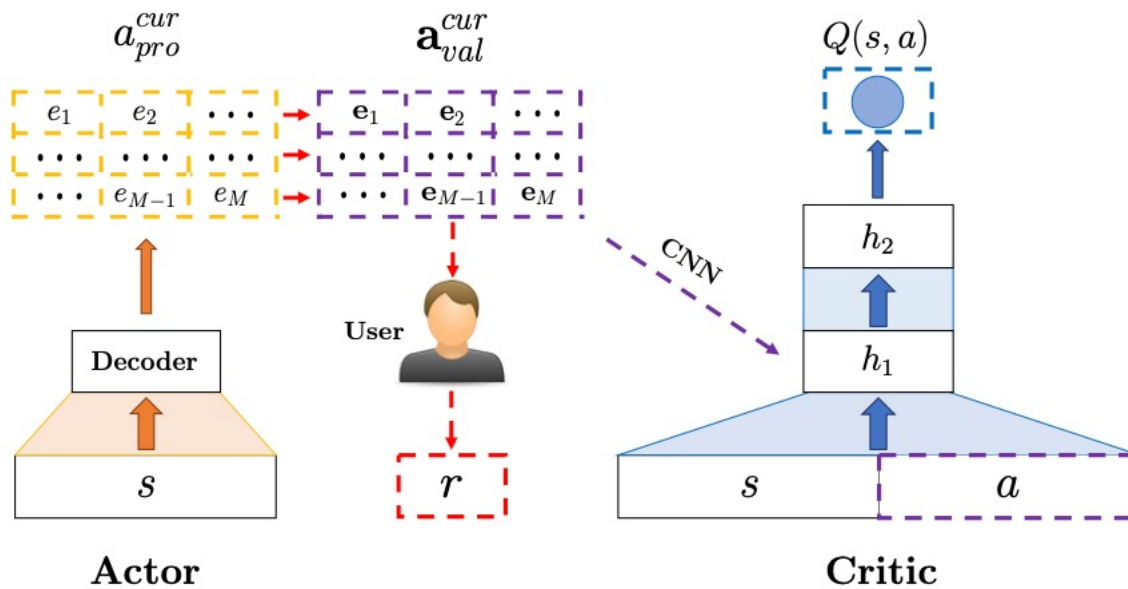 a_{pro}^{cur} 𝐚_{val}^{cur} Q(s, a)
e_1 e_2 ··· 𝐞_1 𝐞_2 ···
··· ··· ··· ··· ··· ···
··· e_{M−1} e_M ··· 𝐞_{M−1} 𝐞_M
h_2
CNN
User
Decoder
h_1
s
r
s a
Actor
Critic